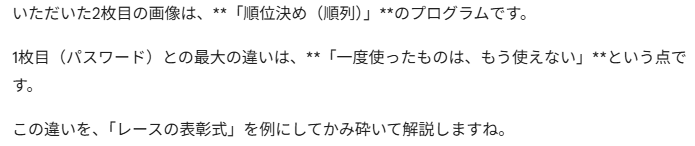 いただいた2枚目の画像は、**「順位決め（順列）」**のプログラムです。
1枚目（パスワード）との最大の違いは、**「一度使ったものは、もう使えない」**という点で
す。
この違いを、「レースの表彰式」を例にしてかみ砕いて解説しますね。